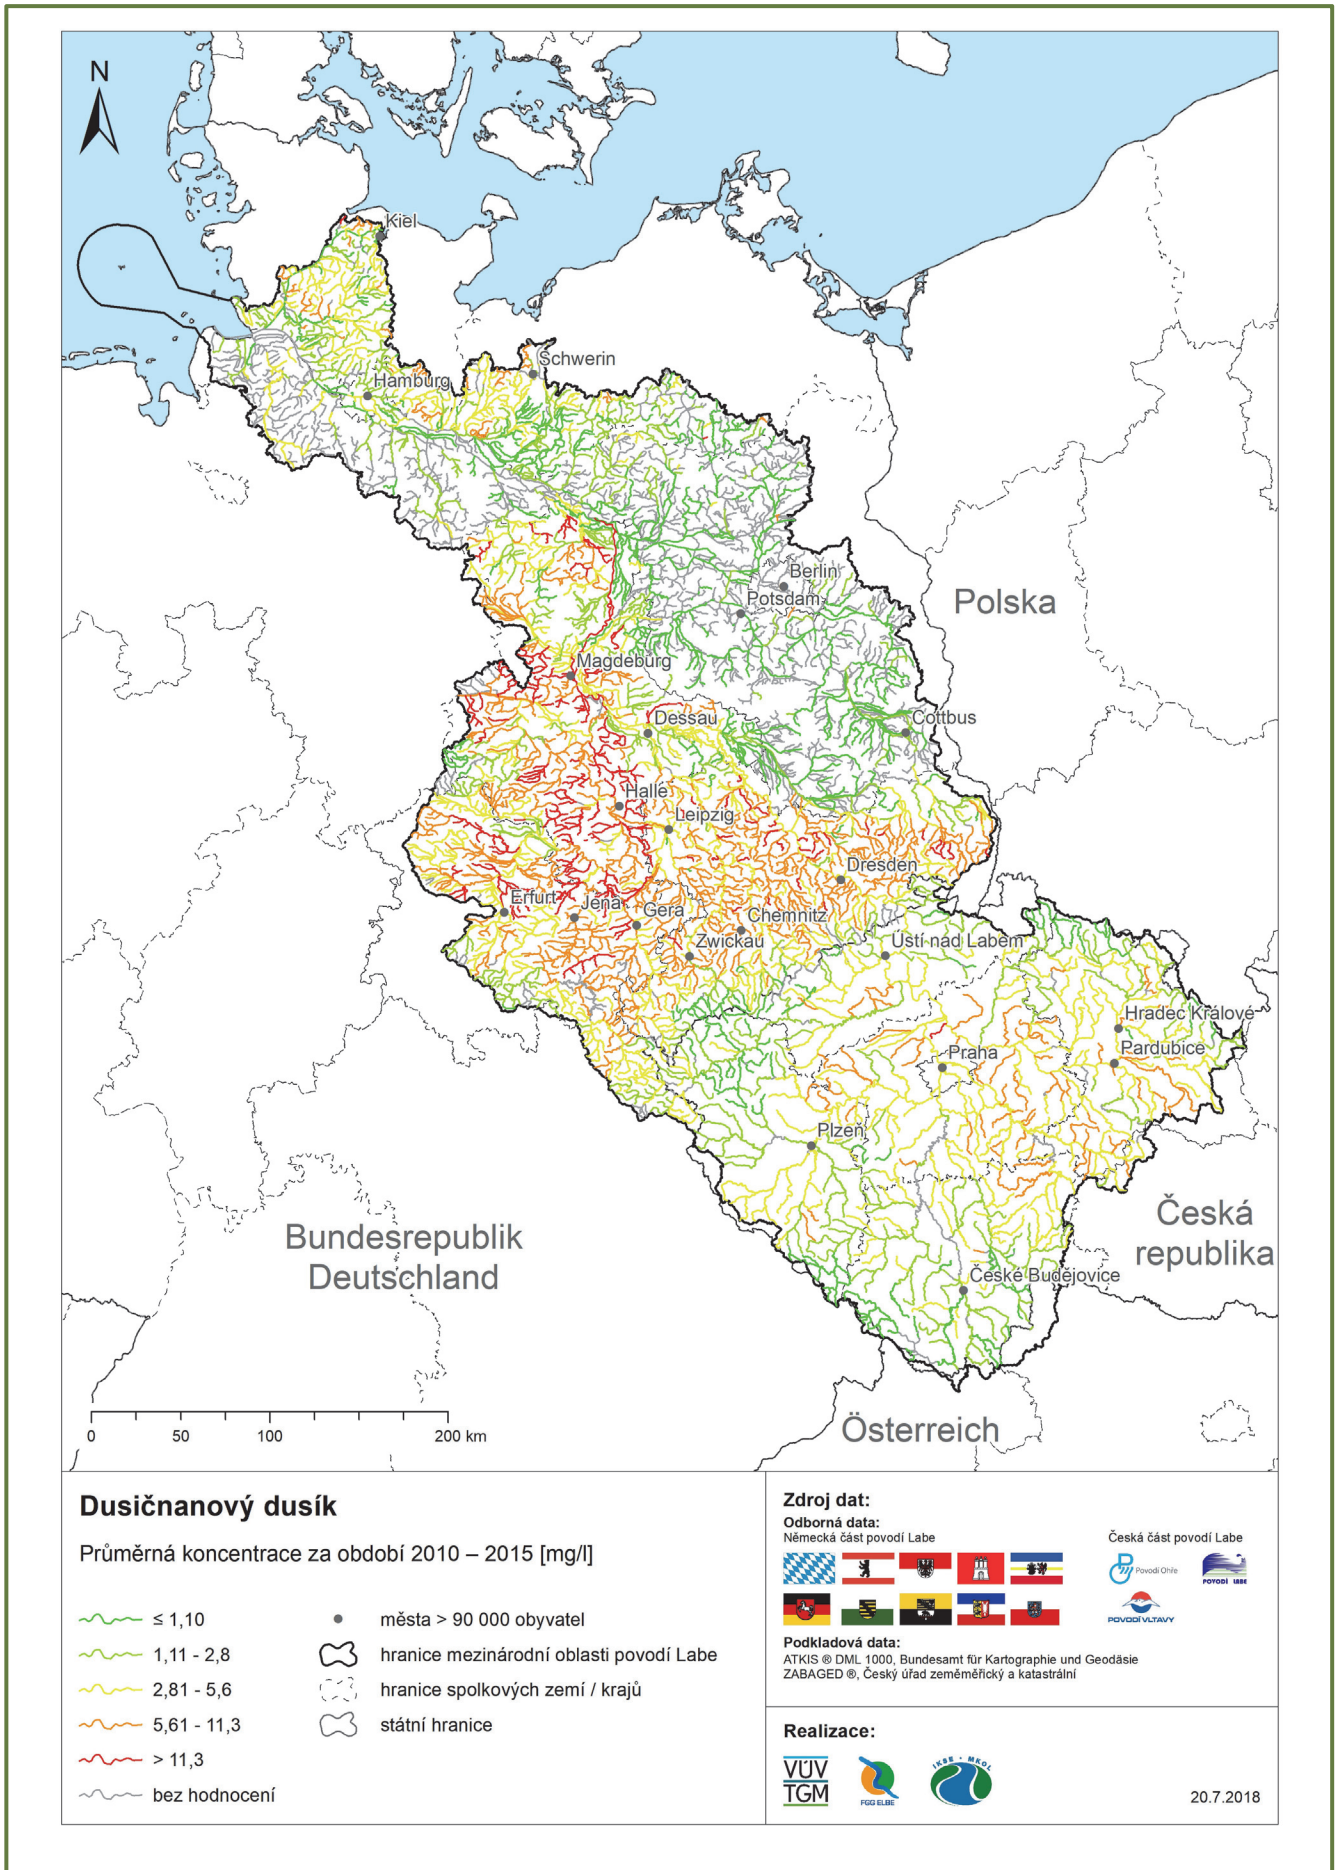 N
Kiel
Schwerin
Hamburg
Berlin
Potsdam
Polska
Magdeburg
Dessau
Cottbus
Halle
Leipzig
Dresden
Erfurt
Jena
Gera
Chemnitz
Zwickau
Ústí nad Labem
Hradec Králové
Praha
Pardubice
Plzeň
Česká
republika
Bundesrepublik
Deutschland
České Budějovice
Österreich
0 50 100 200 km
Dusičnanový dusík
Průměrná koncentrace za období 2010 – 2015 [mg/l]
≤ 1,10
1,11 - 2,8
2,81 - 5,6
5,61 - 11,3
> 11,3
bez hodnocení
města > 90 000 obyvatel
hranice mezinárodní oblasti povodí Labe
hranice spolkových zemí / krajů
státní hranice
Zdroj dat:
Odborná data:
Německá část povodí Labe
Česká část povodí Labe
Povodí Ohře
POVODÍ LABE
POVODÍ VLTAVY
Podkladová data:
ATKIS ® DML 1000, Bundesamt für Kartographie und Geodäsie
ZABAGED ®, Český úřad zeměměřický a katastrální
Realizace:
VÚV
TGM
FGG ELBE
IKSE • MKOL
20.7.2018